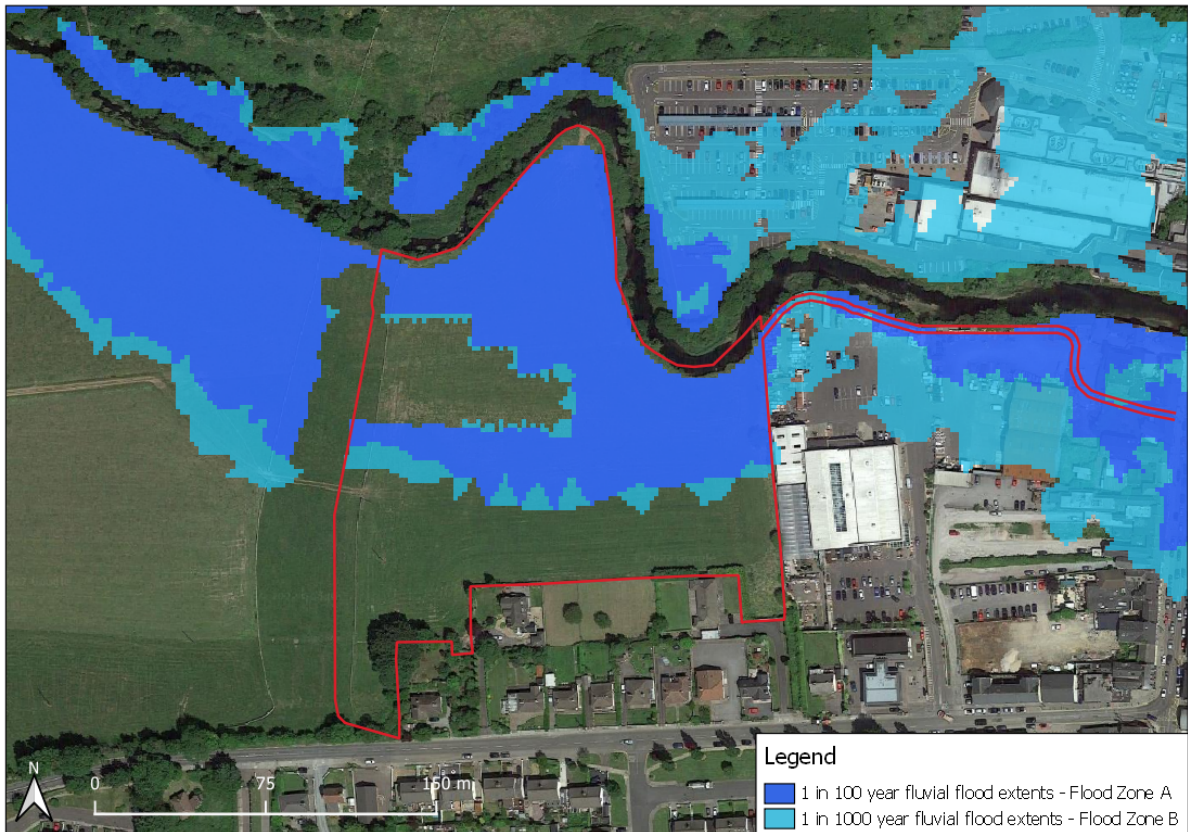 N
0 75 150 m
Legend
1 in 100 year fluvial flood extents - Flood Zone A
1 in 1000 year fluvial flood extents - Flood Zone B